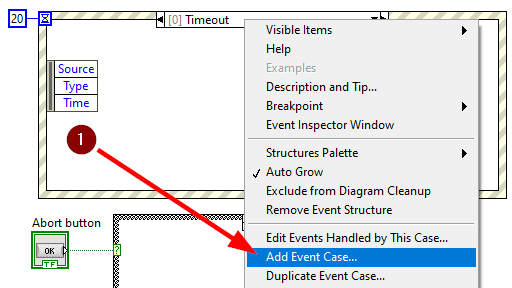 20
[0] Timeout
Source
Type
Time
1
Visible Items
Help
Examples
Description and Tip...
Breakpoint
Event Inspector Window
Structures Palette
Auto Grow
Exclude from Diagram Cleanup
Remove Event Structure
Edit Events Handled by This Case...
Add Event Case...
Duplicate Event Case...
Abort button
OK
TF
?